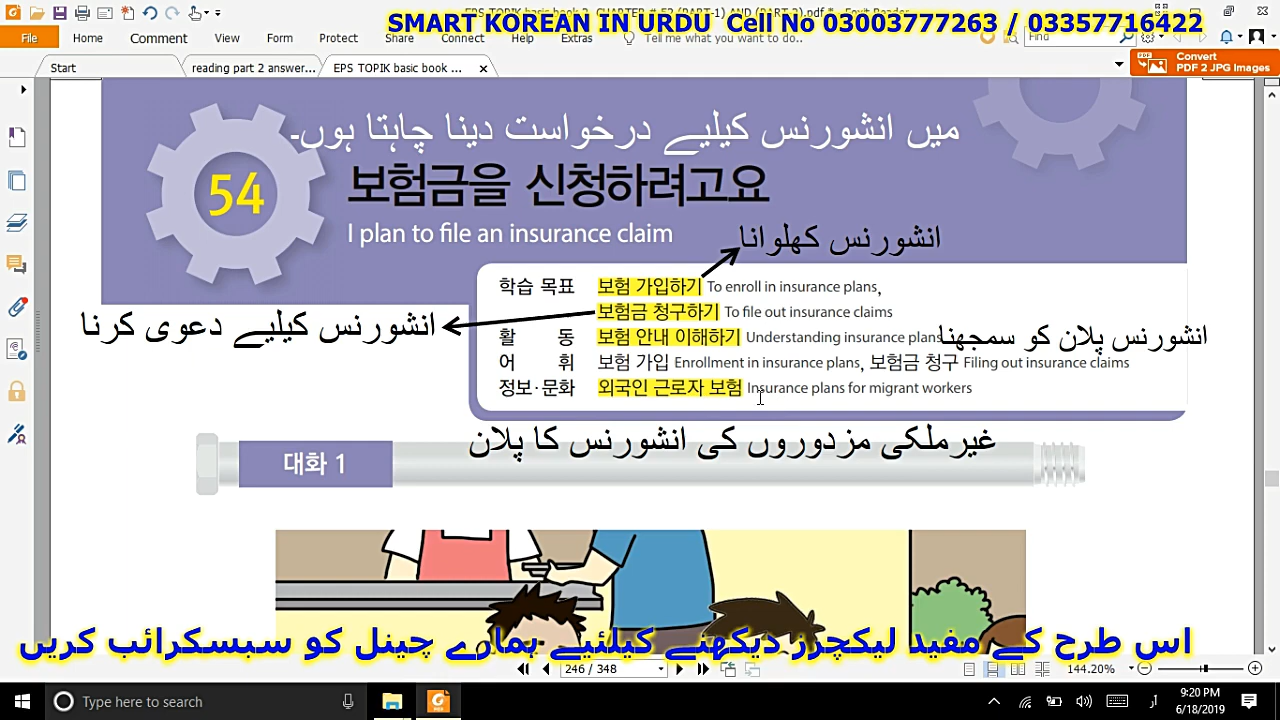 SMART KOREAN IN URDU Cell No 03003777263 / 03357716422
File Home Comment View Form Protect Share Connect Help Extras Tell me what you want to do.. Find
Start reading part 2 answer... EPS TOPIK basic book ...
Convert
PDF 2 JPG Images
میں انشورنس کیلیے درخواست دینا چاہتا ہوں۔
54
보험금을 신청하려고요
I plan to file an insurance claim
انشورنس کھلوانا
학습 목표 보험 가입하기 To enroll in insurance plans,
보험금 청구하기 To file out insurance claims
انشورنس کیلیے دعوی کرنا
활 동 보험 안내 이해하기 Understanding insurance plans
انشورنس پلان کو سمجھنا
어 휘 보험 가입 Enrollment in insurance plans, 보험금 청구 Filing out insurance claims
정보·문화 외국인 근로자 보험 Insurance plans for migrant workers
غیرملکی مزدوروں کی انشورنس کا پلان
대화 1
اس طرح کے مفید لیکچرز دیکھنے کیلئیے ہمارے چینل کو سبسکرائب کریں
246 / 348
144.20%
Type here to search
9:20 PM
6/18/2019